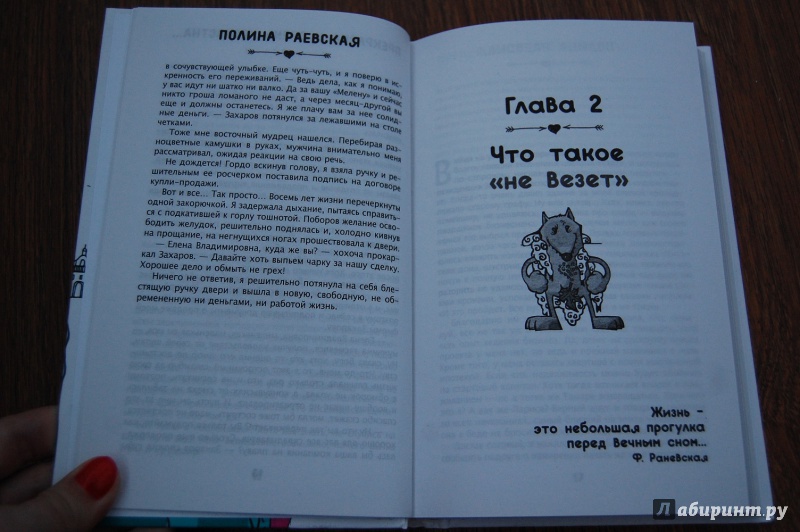 ПОЛИНА РАЕВСКАЯ
в сочувствующей улыбке. Еще чуть-чуть, и я поверю в ис-
кренность его переживаний. — Ведь дела, как я понимаю,
у вас идут ни шатко ни валко. Да за вашу «Мелену» и сейчас
никто гроша ломаного не даст, а через месяц-другой вы
еще и должны останетесь. Я же плачу вам за нее солид-
ные деньги. — Захаров потянулся за лежавшими на столе
четками.
Тоже мне восточный мудрец нашелся. Перебирая раз-
ноцветные камушки в руках, мужчина внимательно меня
рассматривал, ожидая реакции на свою речь.
Не дождется! Гордо вскинув голову, я взяла ручку и ре-
шительным ее росчерком поставила подпись на договоре
купли-продажи.
Вот и все... Так просто... Восемь лет жизни перечеркнуты
одной закорючкой. Я задержала дыхание, пытаясь справить-
ся с подкатившей к горлу тошнотой. Поборов желание осво-
бодить желудок, решительно поднялась и, холодно кивнув
на прощание, на негнущихся ногах прошествовала к двери.
— Елена Владимировна, куда же вы? — хохоча прокар-
кал Захаров. — Давайте хоть выпьем чарку за нашу сделку.
Хорошее дело и обмыть не грех!
Ничего не ответив, я решительно потянула на себя бле-
стящую ручку двери и вышла в новую, свободную, не об-
ремененную ни деньгами, ни работой жизнь.
Глава 2
Что такое
«не везет»
Жизнь –
это небольшая прогулка
перед вечным сном...
Ф. Раневская
Лабиринт.ру